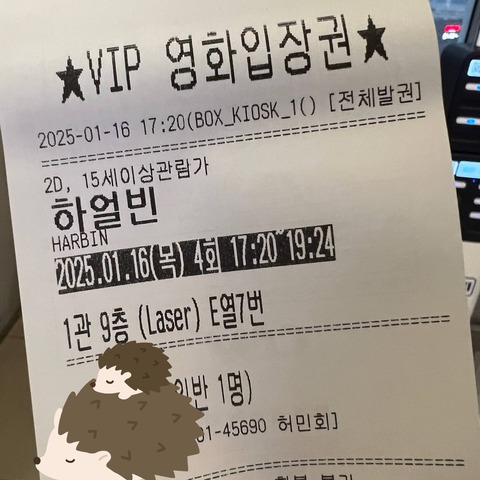 ★VIP 영화입장권★
2025-01-16 17:20(BOX_KIOSK_1() [전체발권]
2D, 15세이상관람가
하얼빈
HARBIN
2025.01.16(목) 4회 17:20~19:24
1관 9층 (Laser) E열7번
일반 1명)
-45690 허민회]